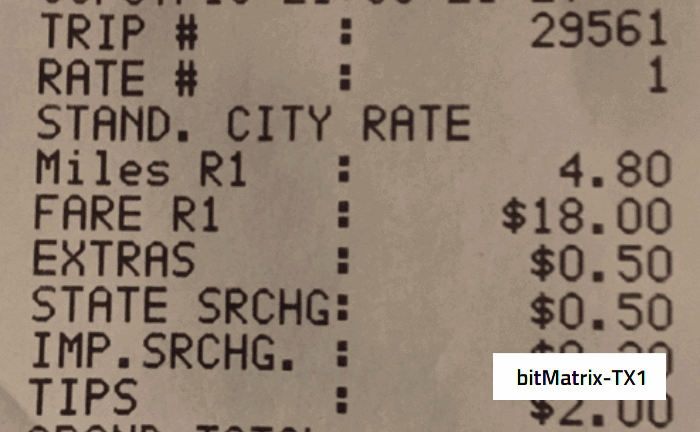 TRIP # : 29561
RATE # : 1
STAND. CITY RATE
Miles R1 : 4.80
FARE R1 : $18.00
EXTRAS : $0.50
STATE SRCHG: $0.50
IMP.SRCHG. :
bitMatrix-TX1
TIPS : $2.00